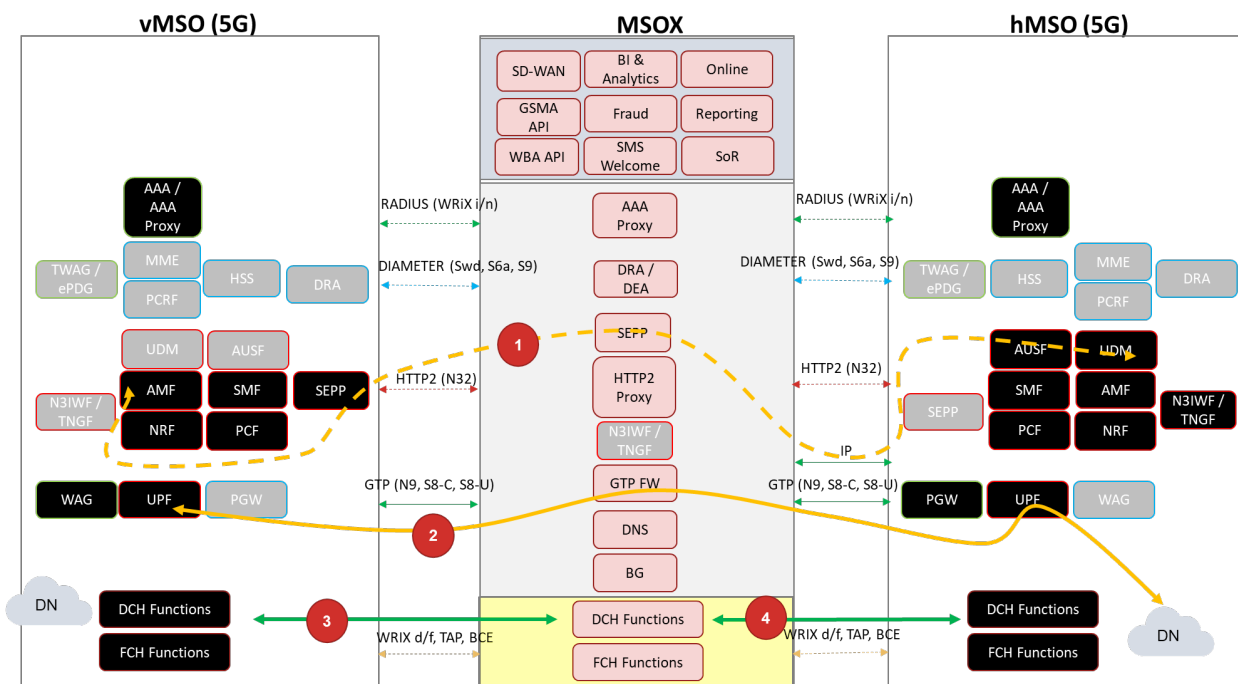 vMSO (5G)
MSOX
hMSO (5G)
SD-WAN
BI &
Analytics
Online
GSMA
API
Fraud
Reporting
WBA API
SMS
Welcome
SoR
AAA /
AAA
Proxy
RADIUS (WRiX i/n)
AAA
Proxy
RADIUS (WRiX i/n)
AAA /
AAA
Proxy
TWAG /
ePDG
MME
PCRF
HSS
DRA
DIAMETER (Swd, S6a, S9)
DRA /
DEA
DIAMETER (Swd, S6a, S9)
TWAG /
ePDG
HSS
MME
PCRF
DRA
UDM
AUSF
1
SEPP
AUSF
UDM
AMF
SMF
SEPP
HTTP2 (N32)
HTTP2
Proxy
HTTP2 (N32)
SMF
AMF
N3IWF /
TNGF
NRF
PCF
N3IWF /
TNGF
SEPP
PCF
NRF
N3IWF /
TNGF
IP
WAG
UPF
PGW
GTP (N9, S8-C, S8-U)
GTP FW
GTP (N9, S8-C, S8-U)
PGW
UPF
WAG
2
DNS
BG
DN
DCH Functions
3
DCH Functions
4
DCH Functions
DN
FCH Functions
WRIX d/f, TAP, BCE
FCH Functions
WRIX d/f, TAP, BCE
FCH Functions